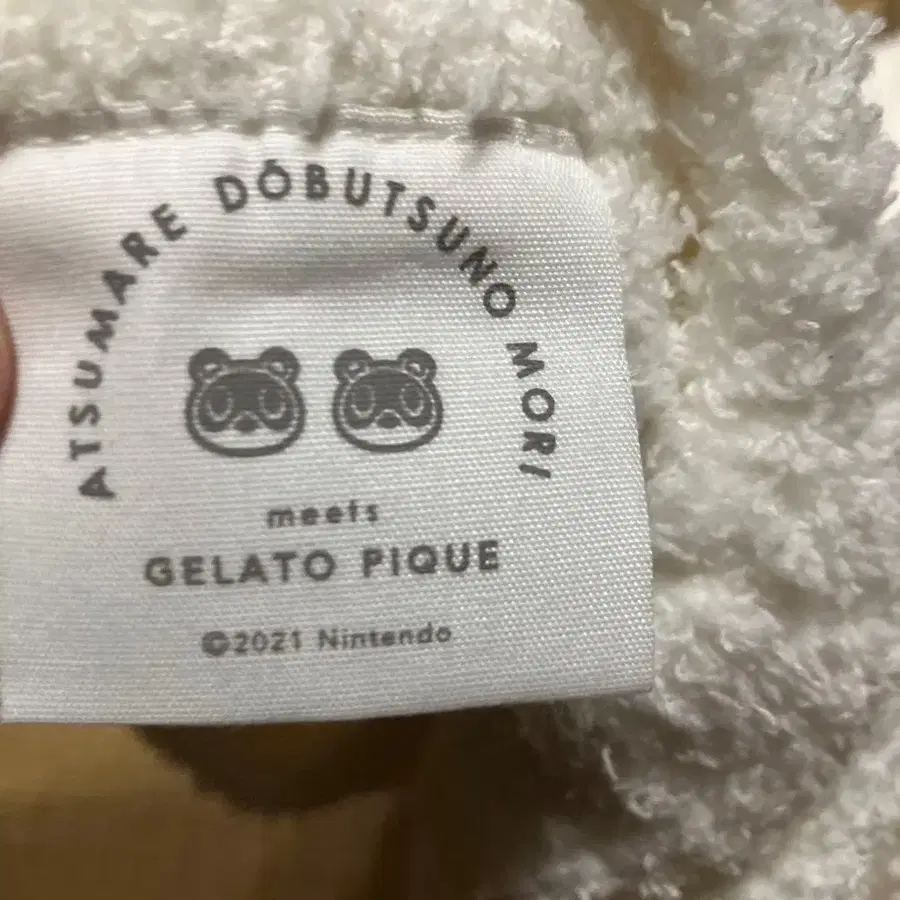 ATSUMARE DŌBUTSUNO MORI
meets
GELATO PIQUE
©2021 Nintendo